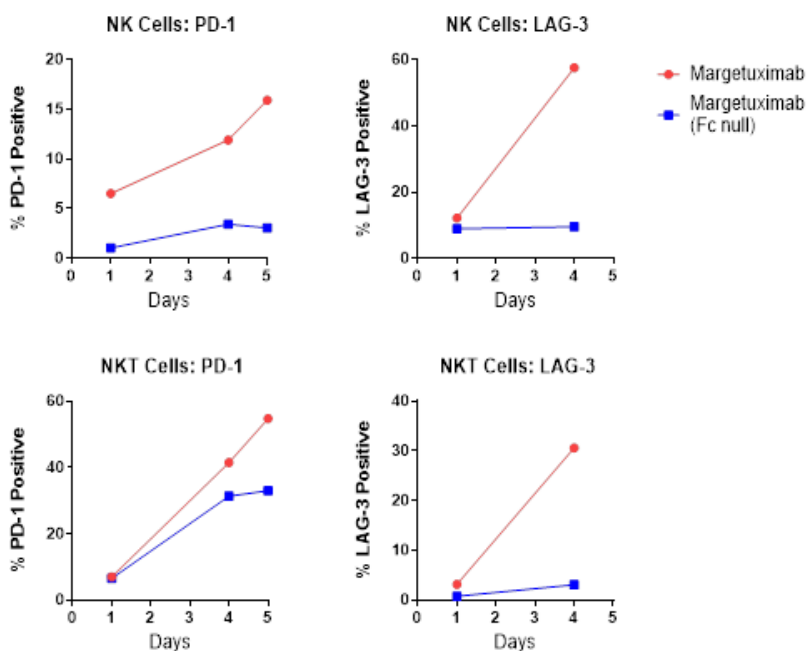 NK Cells: PD-1
% PD-1 Positive
20
15
10
5
0
0 1 2 3 4 5
Days
NK Cells: LAG-3
% LAG-3 Positive
60
40
20
0
0 1 2 3 4 5
Days
Margetuximab
Margetuximab
(Fc null)
NKT Cells: PD-1
% PD-1 Positive
60
40
20
0
0 1 2 3 4 5
Days
NKT Cells: LAG-3
% LAG-3 Positive
40
30
20
10
0
0 1 2 3 4 5
Days